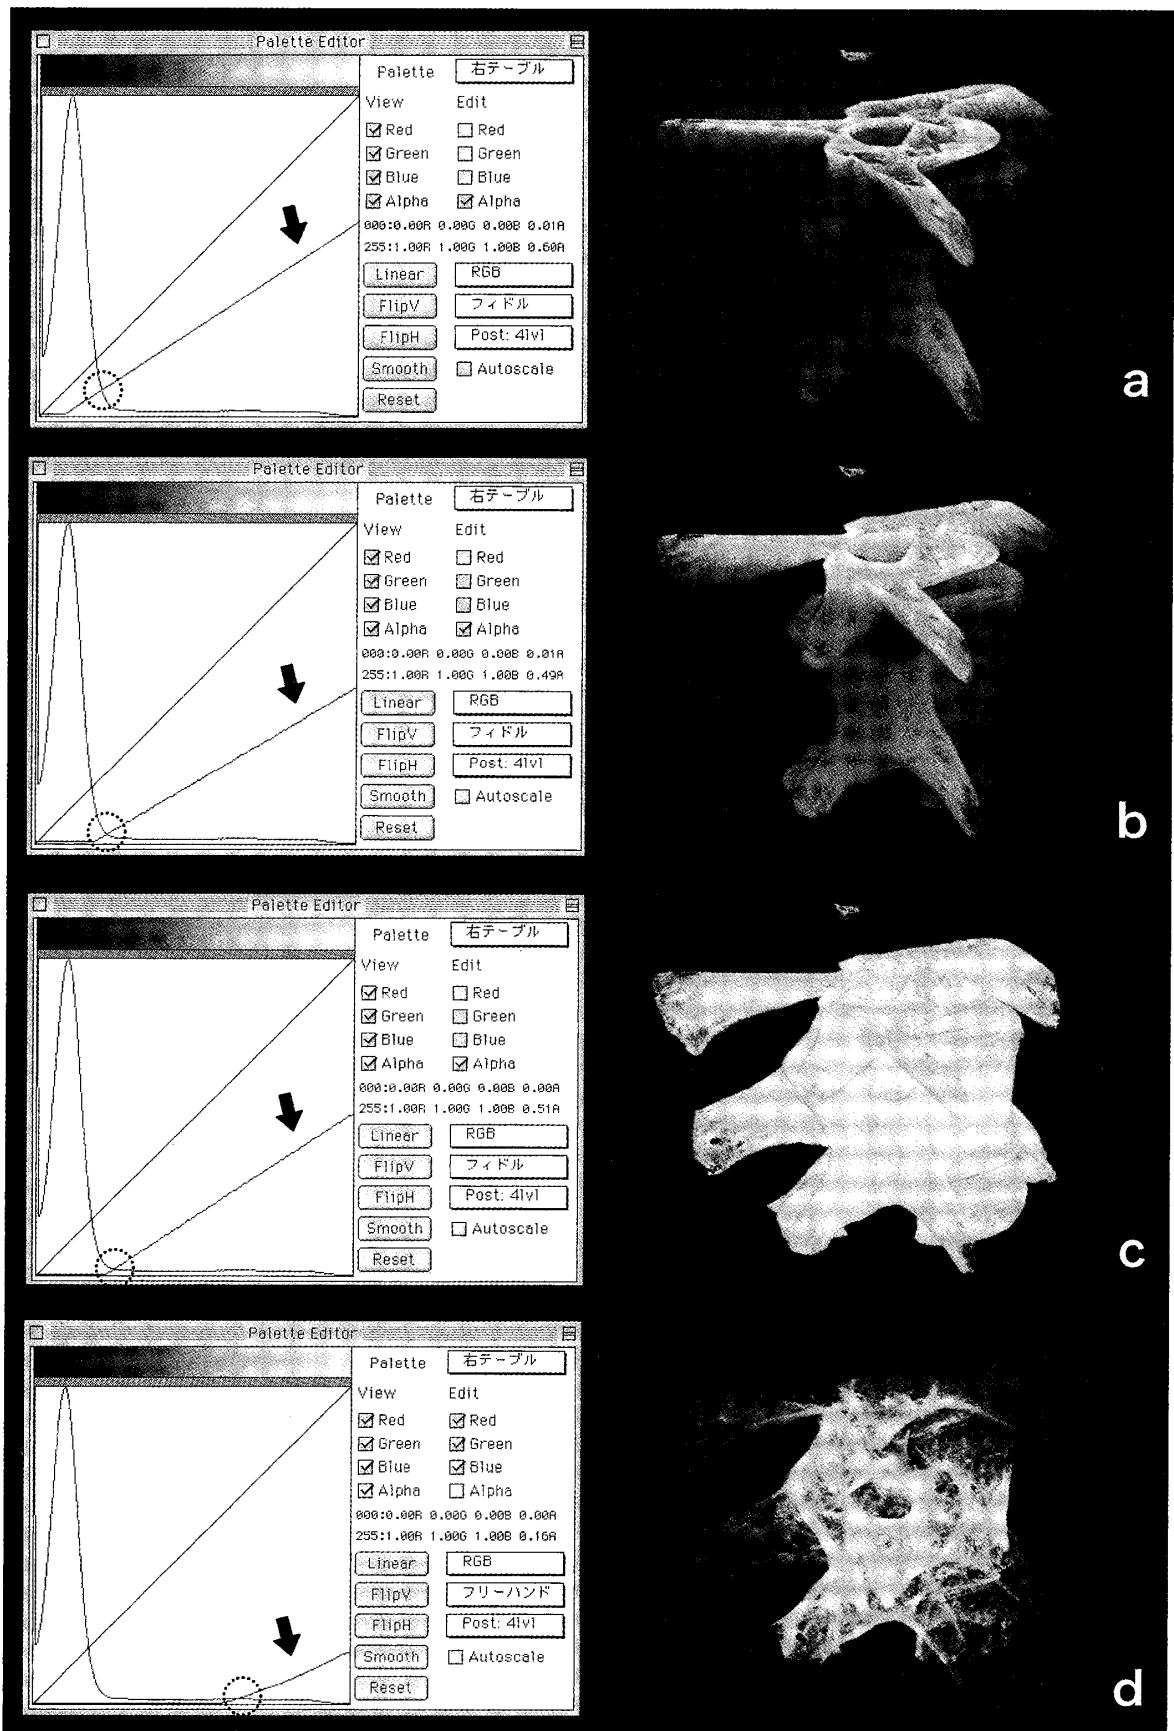 Palette Editor
Palette 右テーブル
View Edit
Red Red
Green Green
Blue Blue
Alpha Alpha
000:0.00R 0.00G 0.00B 0.01A
255:1.00R 1.00G 1.00B 0.60A
Linear RGB
FlipV フィドル
FlipH Post: 4lvl
Smooth Autoscale
Reset
a
Palette Editor
Palette 右テーブル
View Edit
Red Red
Green Green
Blue Blue
Alpha Alpha
000:0.00R 0.00G 0.00B 0.01A
255:1.00R 1.00G 1.00B 0.49A
Linear RGB
FlipV フィドル
FlipH Post: 4lvl
Smooth Autoscale
Reset
b
Palette Editor
Palette 右テーブル
View Edit
Red Red
Green Green
Blue Blue
Alpha Alpha
000:0.00R 0.00G 0.00B 0.00A
255:1.00R 1.00G 1.00B 0.51A
Linear RGB
FlipV フィドル
FlipH Post: 4lvl
Smooth Autoscale
Reset
c
Palette Editor
Palette 右テーブル
View Edit
Red Red
Green Green
Blue Blue
Alpha Alpha
000:0.00R 0.00G 0.00B 0.00A
255:1.00R 1.00G 1.00B 0.16A
Linear RGB
FlipV フリーハンド
FlipH Post: 4lvl
Smooth Autoscale
Reset
d